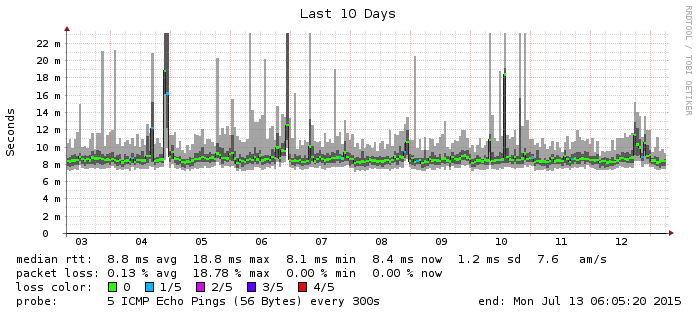 Last 10 Days
RRDTOOL / TOBI OETIKER
Seconds
22 m
20 m
18 m
16 m
14 m
12 m
10 m
8 m
6 m
4 m
2 m
0
03 04 05 06 07 08 09 10 11 12
median rtt: 8.8 ms avg 18.8 ms max 8.1 ms min 8.4 ms now 1.2 ms sd 7.6 am/s
packet loss: 0.13 % avg 18.78 % max 0.00 % min 0.00 % now
loss color: 0 1/5 2/5 3/5 4/5
probe: 5 ICMP Echo Pings (56 Bytes) every 300s end: Mon Jul 13 06:05:20 2015